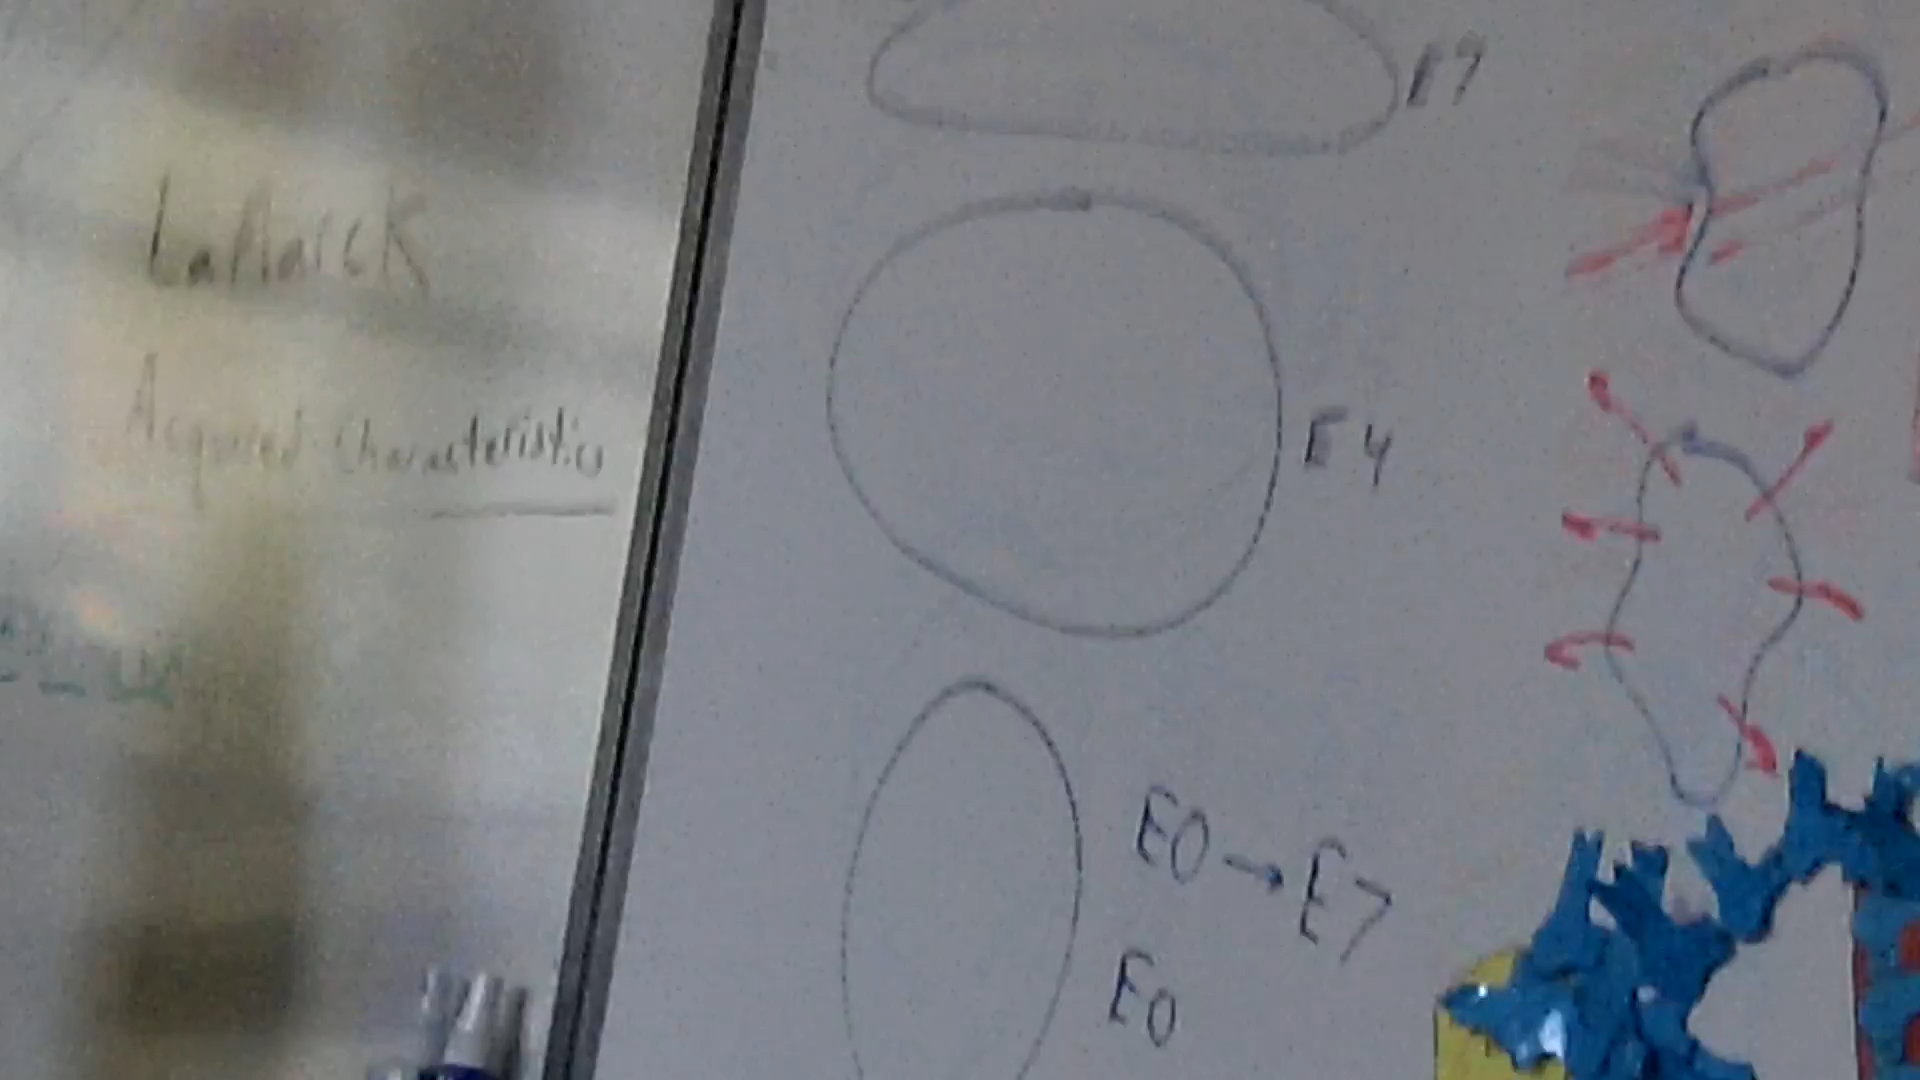 LaMarcK
Acquired Characteristics
E7
E4
E0 → E7
E0